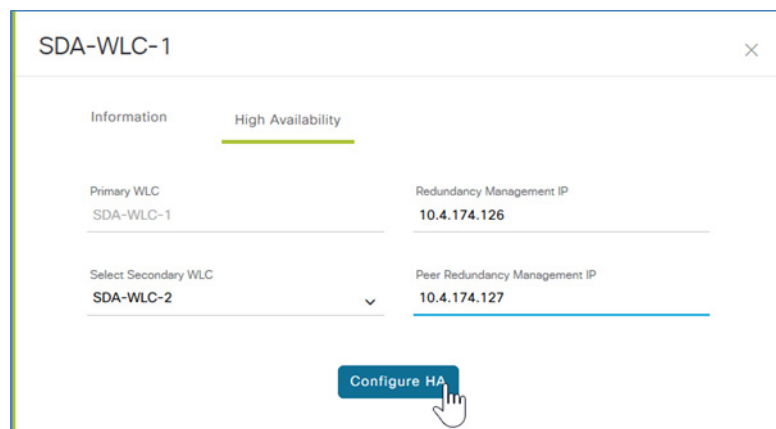 SDA-WLC-1
Information High Availability
Primary WLC Redundancy Management IP
SDA-WLC-1 10.4.174.126
Select Secondary WLC Peer Redundancy Management IP
SDA-WLC-2 10.4.174.127
Configure HA